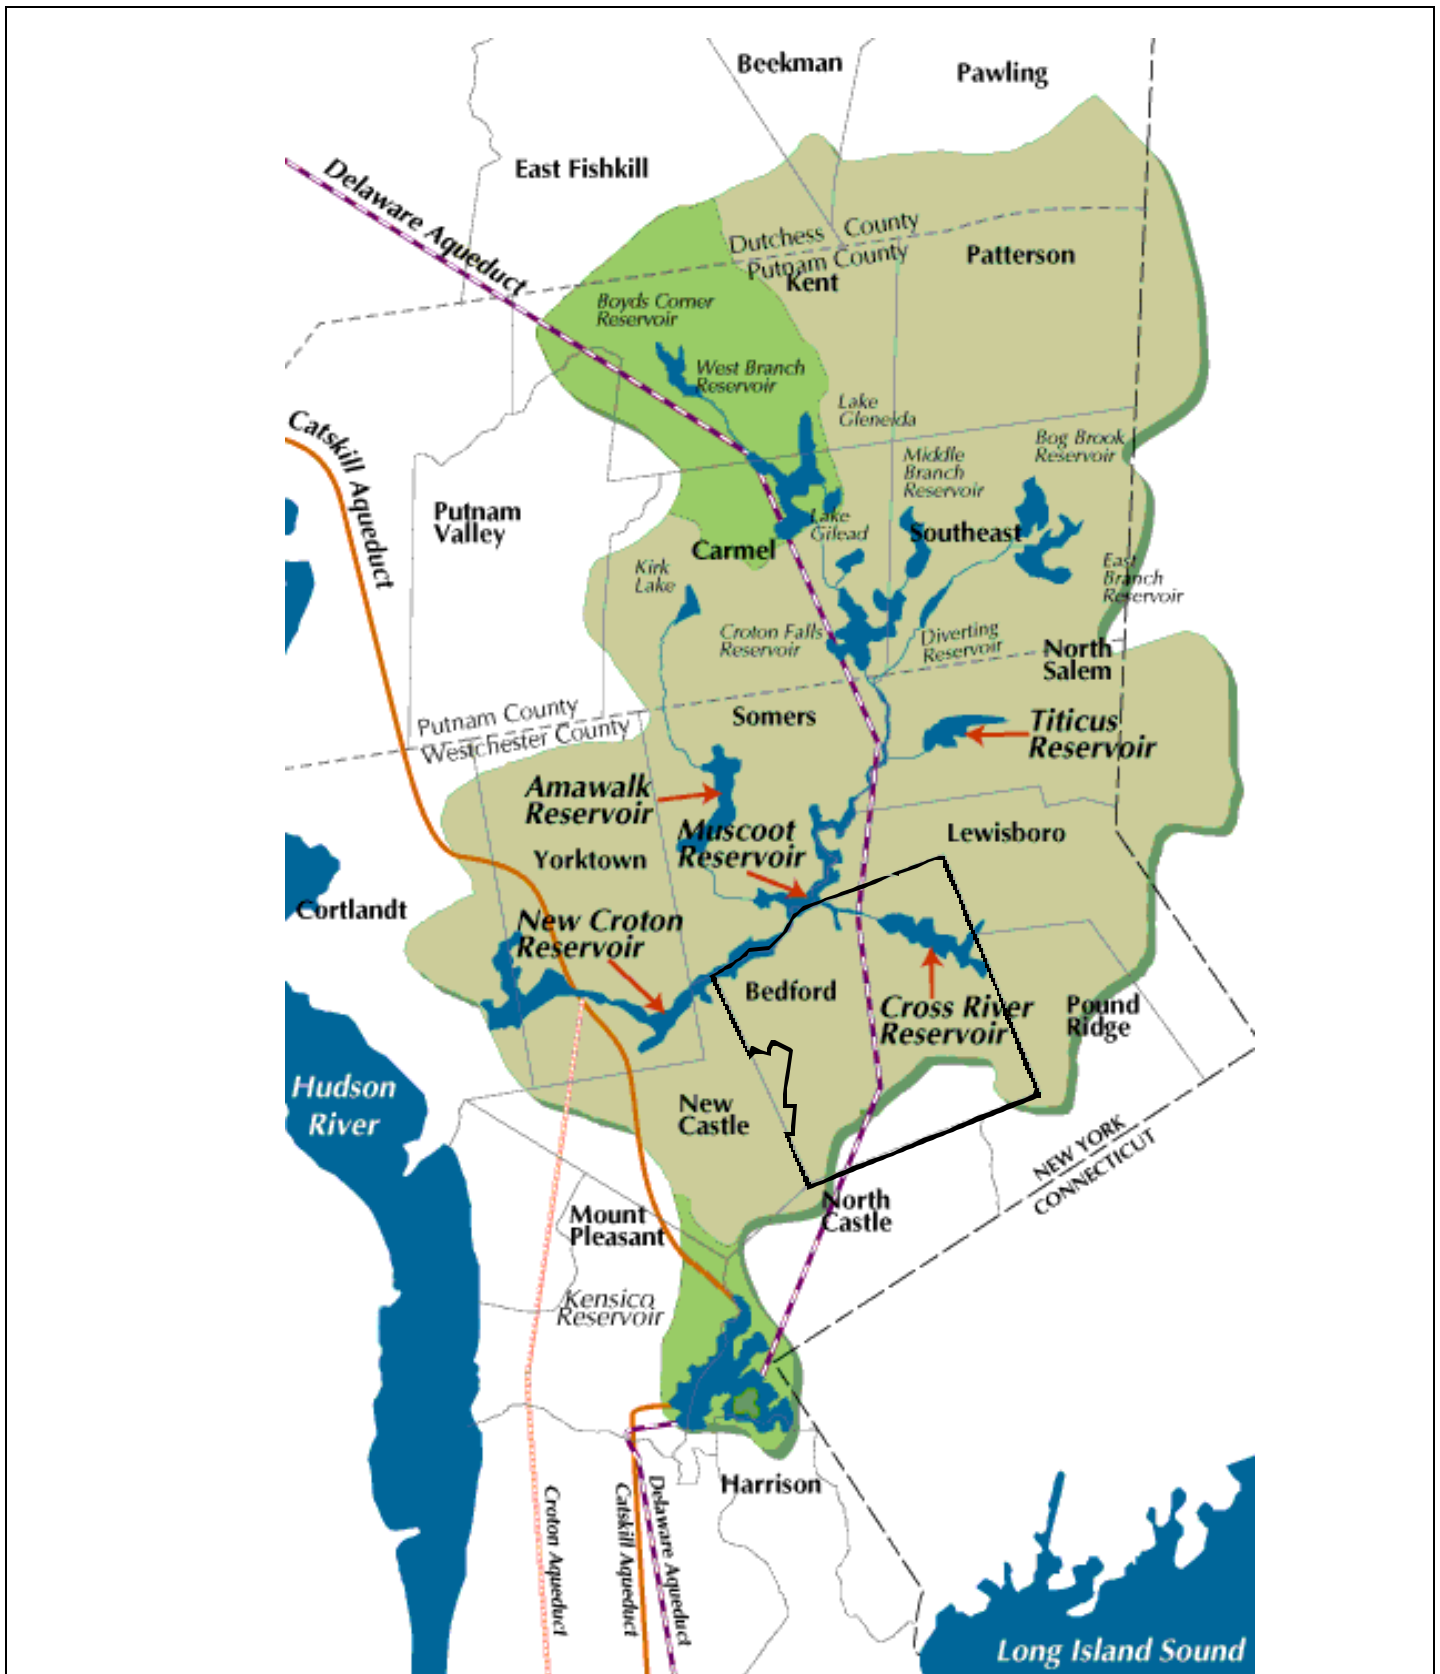 Beekman
Pawling
East Fishkill
Delaware Aqueduct
Dutchess County
Putnam County
Kent
Patterson
Boyds Corner
Reservoir
West Branch
Reservoir
Lake
Gleneida
Catskill Aqueduct
Middle
Branch
Reservoir
Bog Brook
Reservoir
Putnam
Valley
Lake
Gilead
Southeast
Carmel
Kirk
Lake
East
Branch
Reservoir
Croton Falls
Reservoir
Diverting
Reservoir
North
Salem
Putnam County
Westchester County
Somers
Titicus
Reservoir
Amawalk
Reservoir
Muscoot
Reservoir
Lewisboro
Yorktown
Cortlandt
New Croton
Reservoir
Bedford
Cross River
Reservoir
Pound
Ridge
Hudson
River
New
Castle
NEW YORK
CONNECTICUT
North
Castle
Mount
Pleasant
Kensico
Reservoir
Harrison
Croton Aqueduct
Catskill Aqueduct
Delaware Aqueduct
Long Island Sound